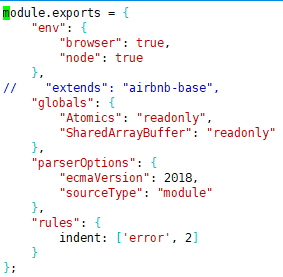 module.exports = {
    "env": {
        "browser": true,
        "node": true
    },
//    "extends": "airbnb-base",
    "globals": {
        "Atomics": "readonly",
        "SharedArrayBuffer": "readonly"
    },
    "parserOptions": {
        "ecmaVersion": 2018,
        "sourceType": "module"
    },
    "rules": {
        indent: ['error', 2]
    }
};